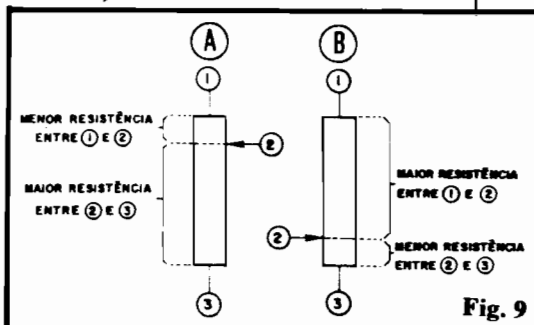 A
B
1
1
MENOR RESISTÊNCIA
ENTRE 1 E 2
2
MAIOR RESISTÊNCIA
ENTRE 2 E 3
MAIOR RESISTÊNCIA
ENTRE 1 E 2
2
MENOR RESISTÊNCIA
ENTRE 2 E 3
3
3
Fig. 9